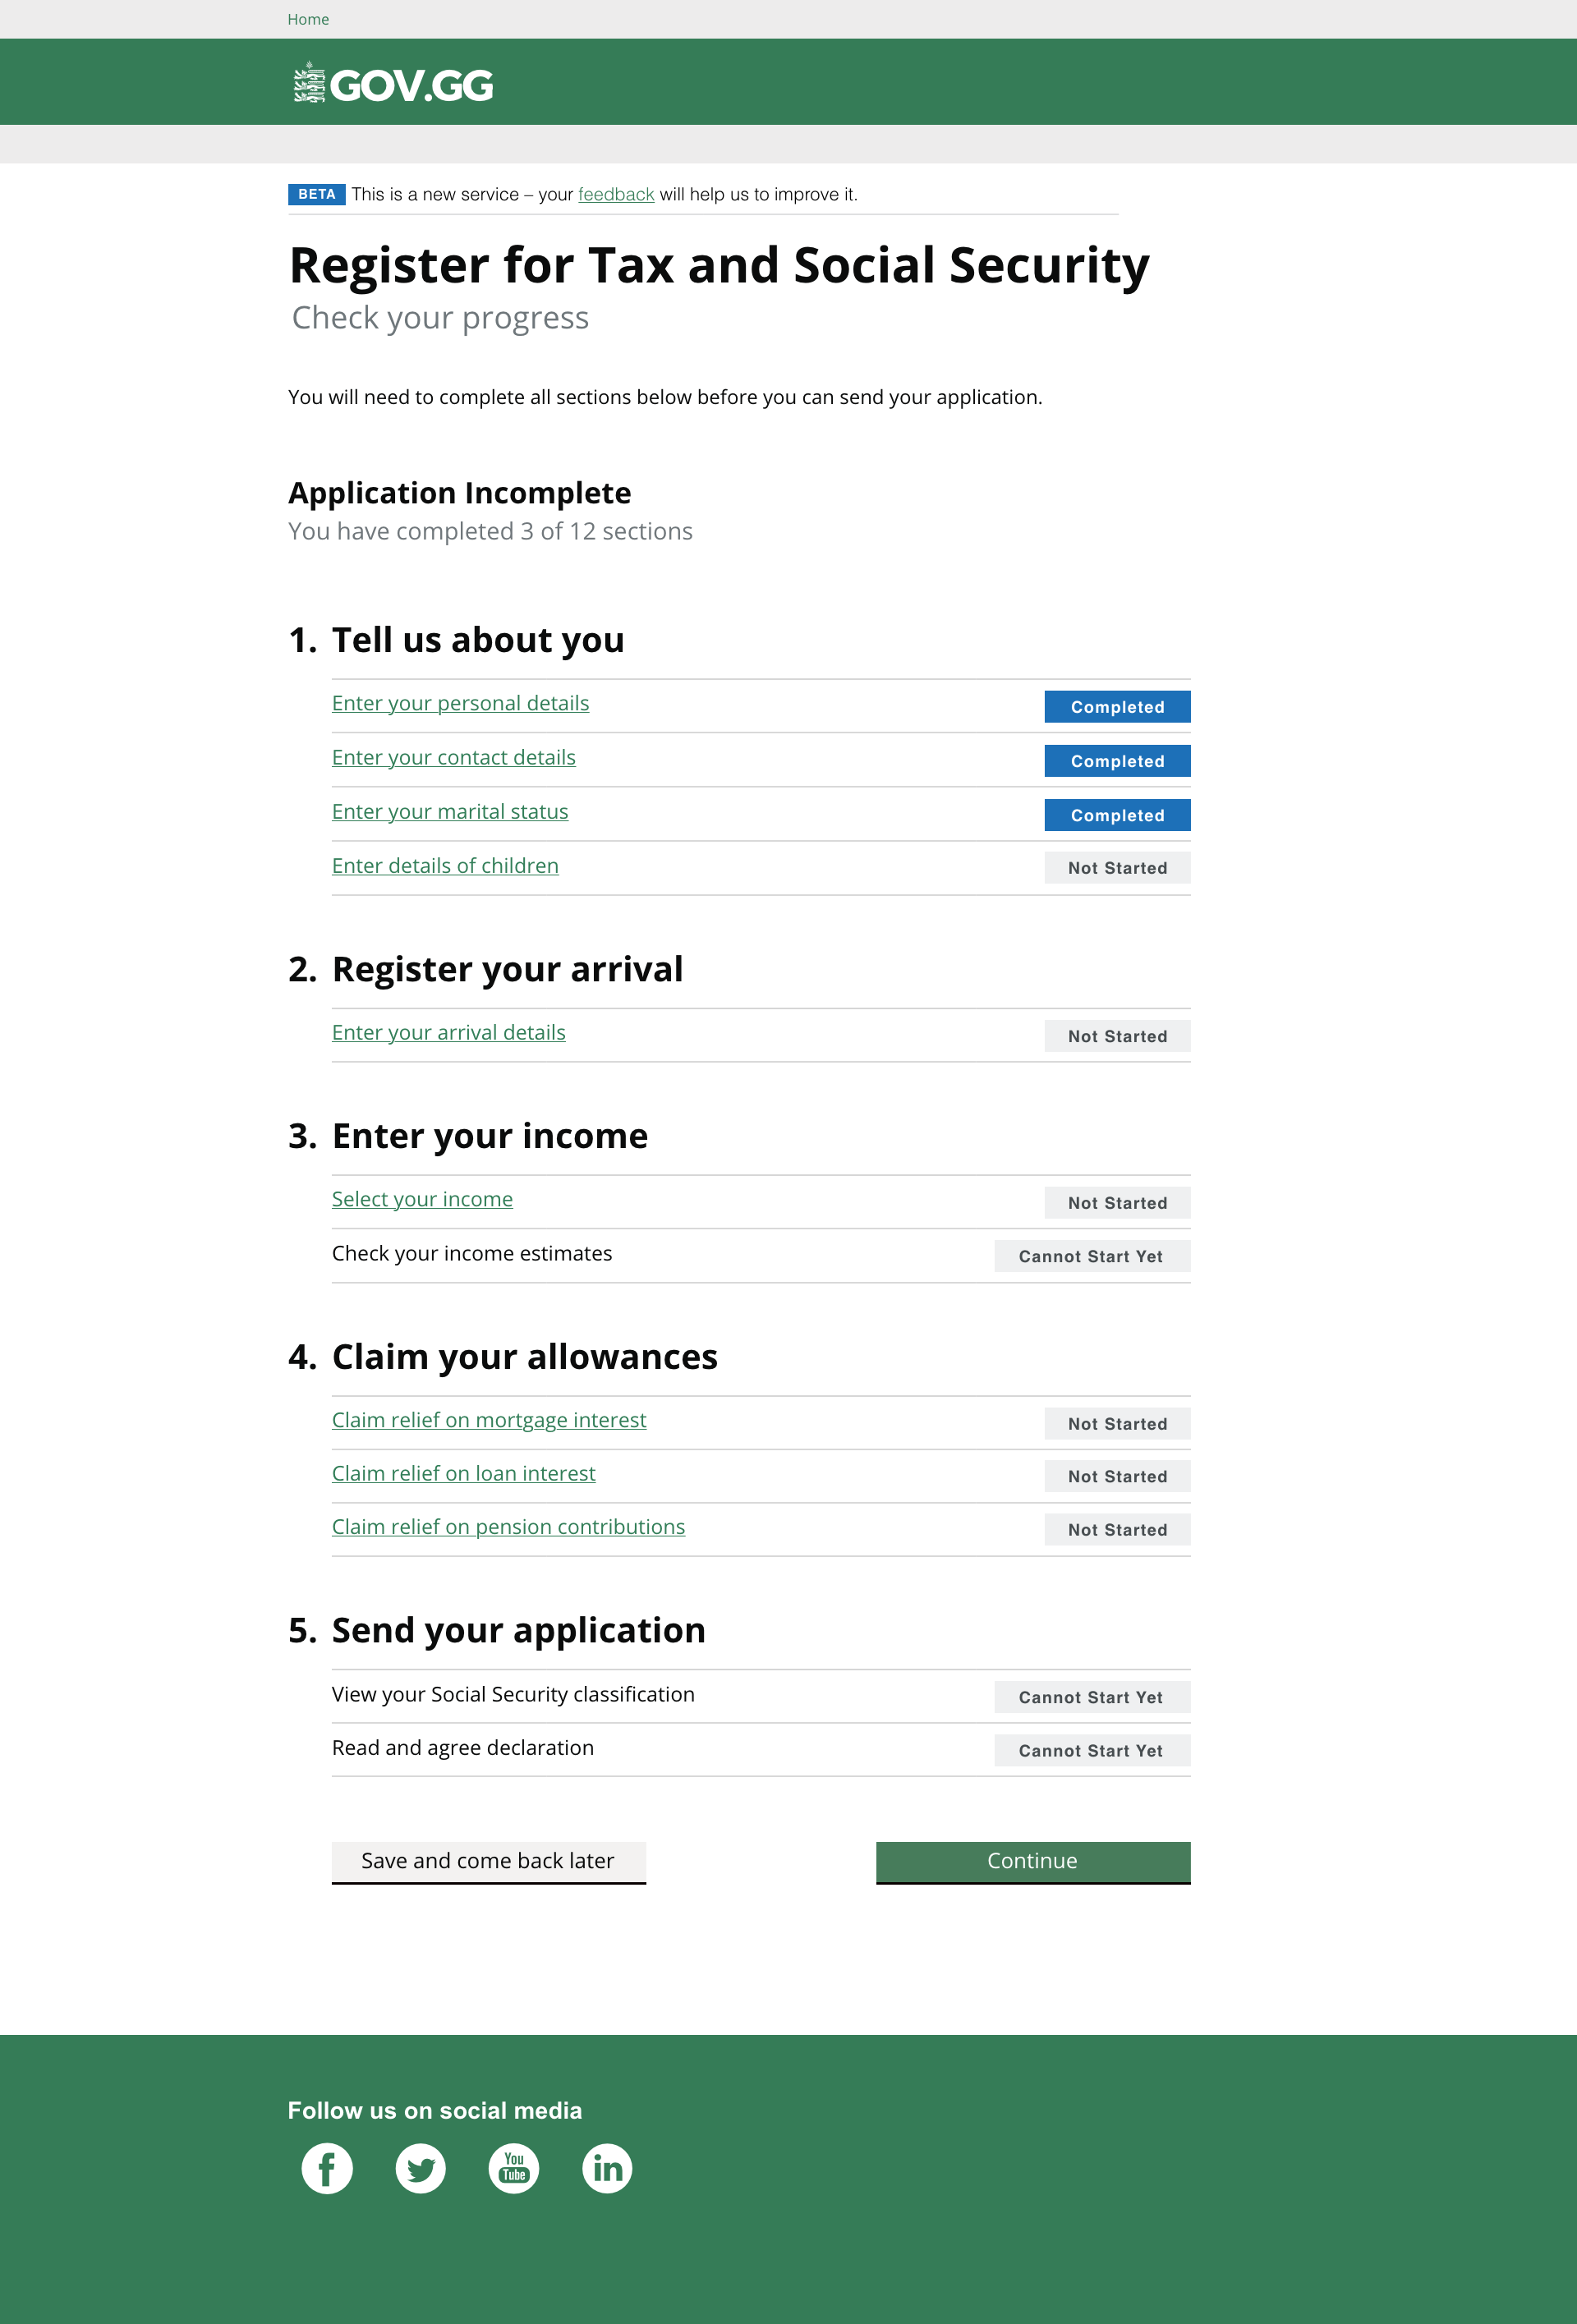 Home
GOV.GG
BETA This is a new service – your feedback will help us to improve it.
Register for Tax and Social Security
Check your progress
You will need to complete all sections below before you can send your application.
Application Incomplete
You have completed 3 of 12 sections
1. Tell us about you
Enter your personal details Completed
Enter your contact details Completed
Enter your marital status Completed
Enter details of children Not Started
2. Register your arrival
Enter your arrival details Not Started
3. Enter your income
Select your income Not Started
Check your income estimates Cannot Start Yet
4. Claim your allowances
Claim relief on mortgage interest Not Started
Claim relief on loan interest Not Started
Claim relief on pension contributions Not Started
5. Send your application
View your Social Security classification Cannot Start Yet
Read and agree declaration Cannot Start Yet
Save and come back later Continue
Follow us on social media
f You Tube in